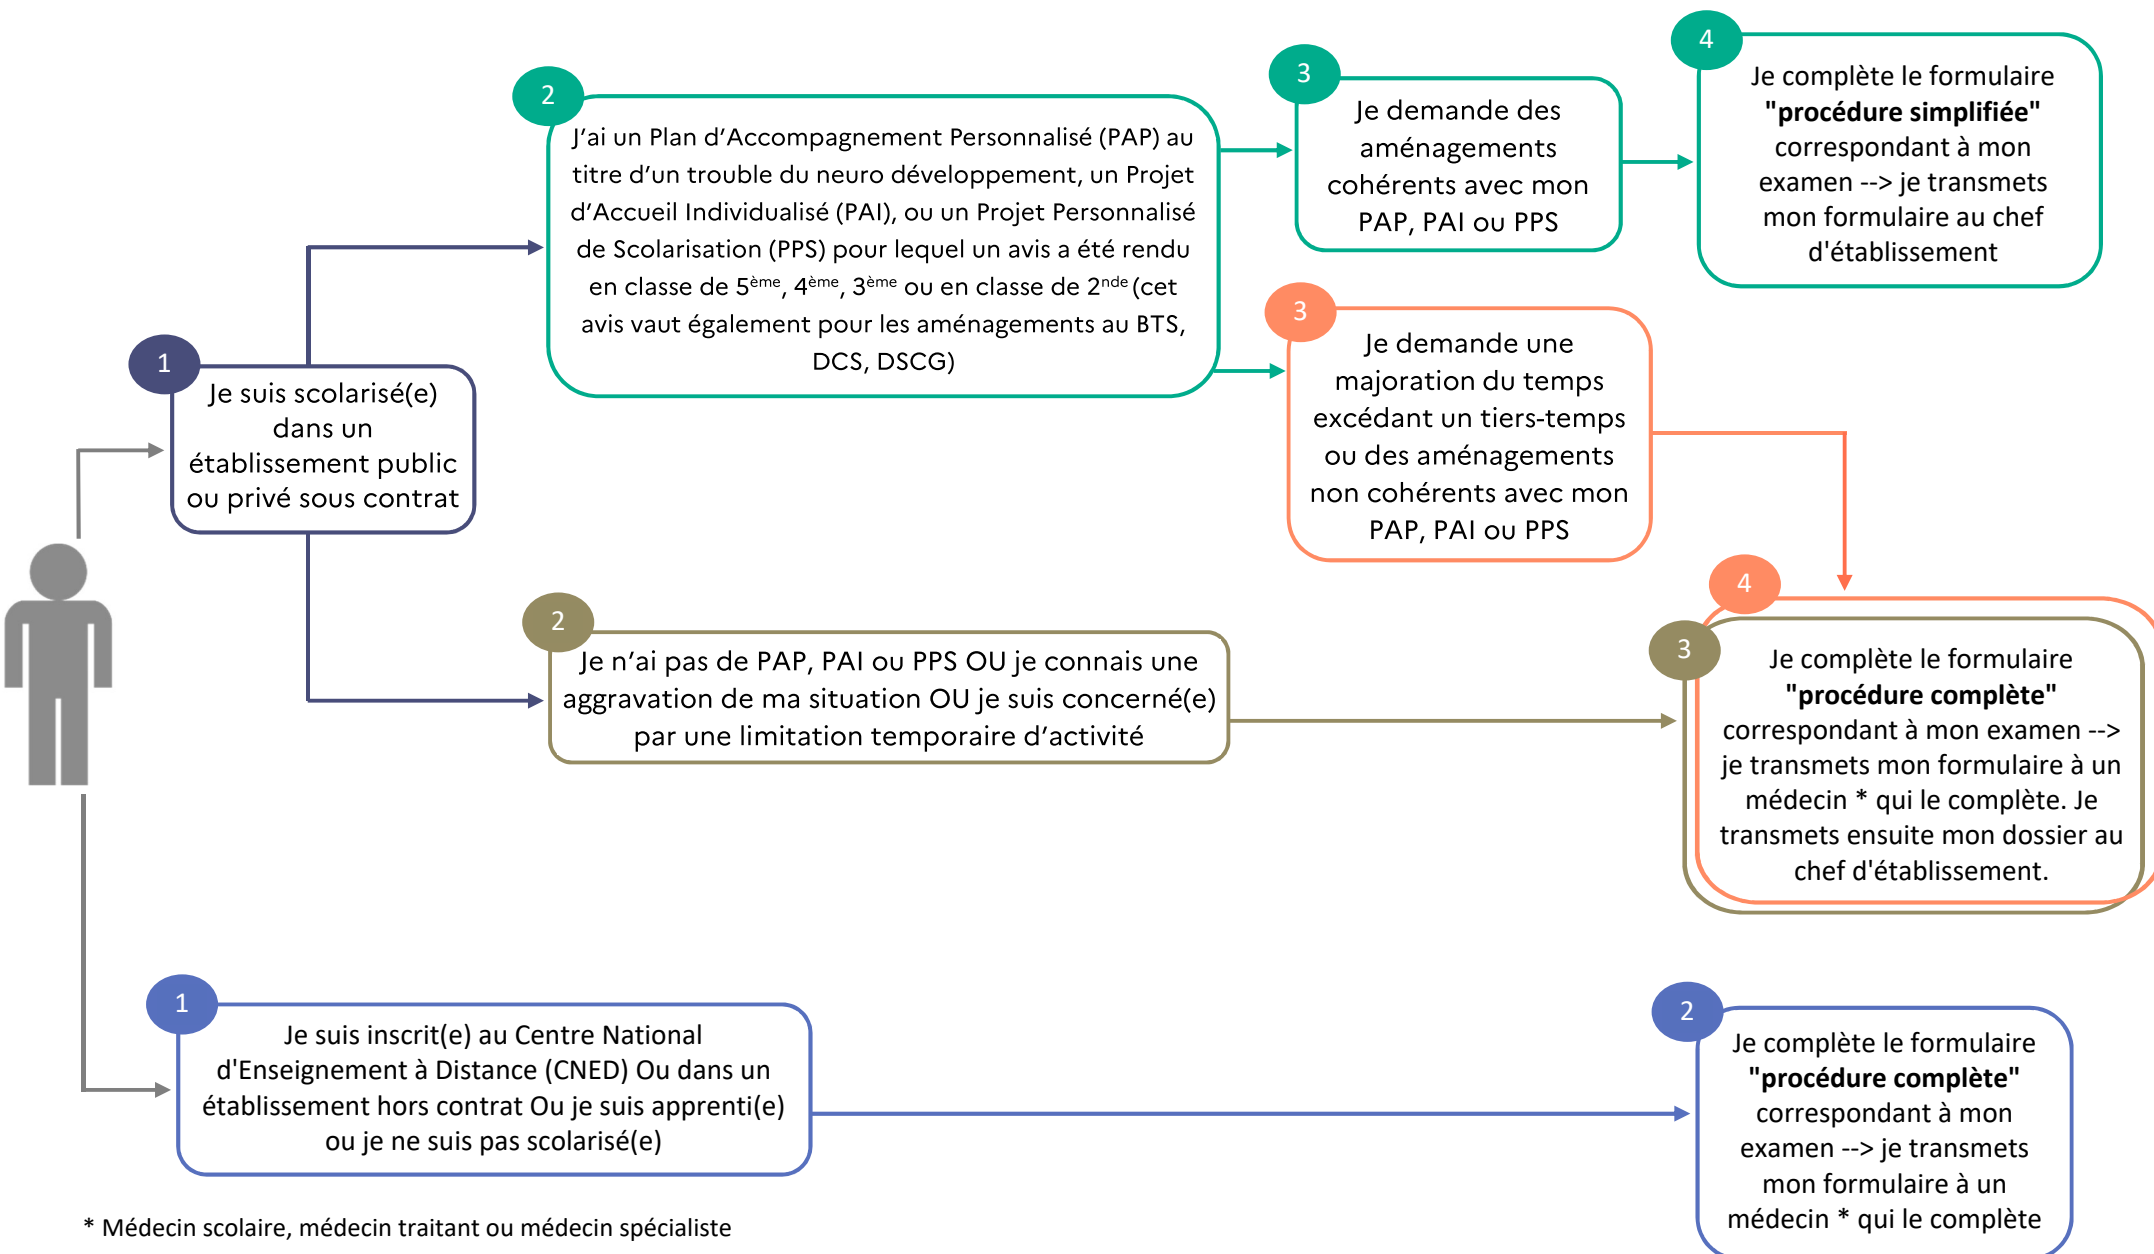 1
Je suis scolarisé(e)
dans un
établissement public
ou privé sous contrat
2
J'ai un Plan d'Accompagnement Personnalisé (PAP) au
titre d'un trouble du neuro développement, un Projet
d'Accueil Individualisé (PAI), ou un Projet Personnalisé
de Scolarisation (PPS) pour lequel un avis a été rendu
en classe de 5ème, 4ème, 3ème ou en classe de 2nde (cet
avis vaut également pour les aménagements au BTS,
DCS, DSCG)
3
Je demande des
aménagements
cohérents avec mon
PAP, PAI ou PPS
4
Je complète le formulaire
"procédure simplifiée"
correspondant à mon
examen --> je transmets
mon formulaire au chef
d'établissement
3
Je demande une
majoration du temps
excédant un tiers-temps
ou des aménagements
non cohérents avec mon
PAP, PAI ou PPS
2
Je n'ai pas de PAP, PAI ou PPS OU je connais une
aggravation de ma situation OU je suis concerné(e)
par une limitation temporaire d'activité
4
3
Je complète le formulaire
"procédure complète"
correspondant à mon examen -->
je transmets mon formulaire à un
médecin * qui le complète. Je
transmets ensuite mon dossier au
chef d'établissement.
1
Je suis inscrit(e) au Centre National
d'Enseignement à Distance (CNED) Ou dans un
établissement hors contrat Ou je suis apprenti(e)
ou je ne suis pas scolarisé(e)
2
Je complète le formulaire
"procédure complète"
correspondant à mon
examen --> je transmets
mon formulaire à un
médecin * qui le complète
* Médecin scolaire, médecin traitant ou médecin spécialiste